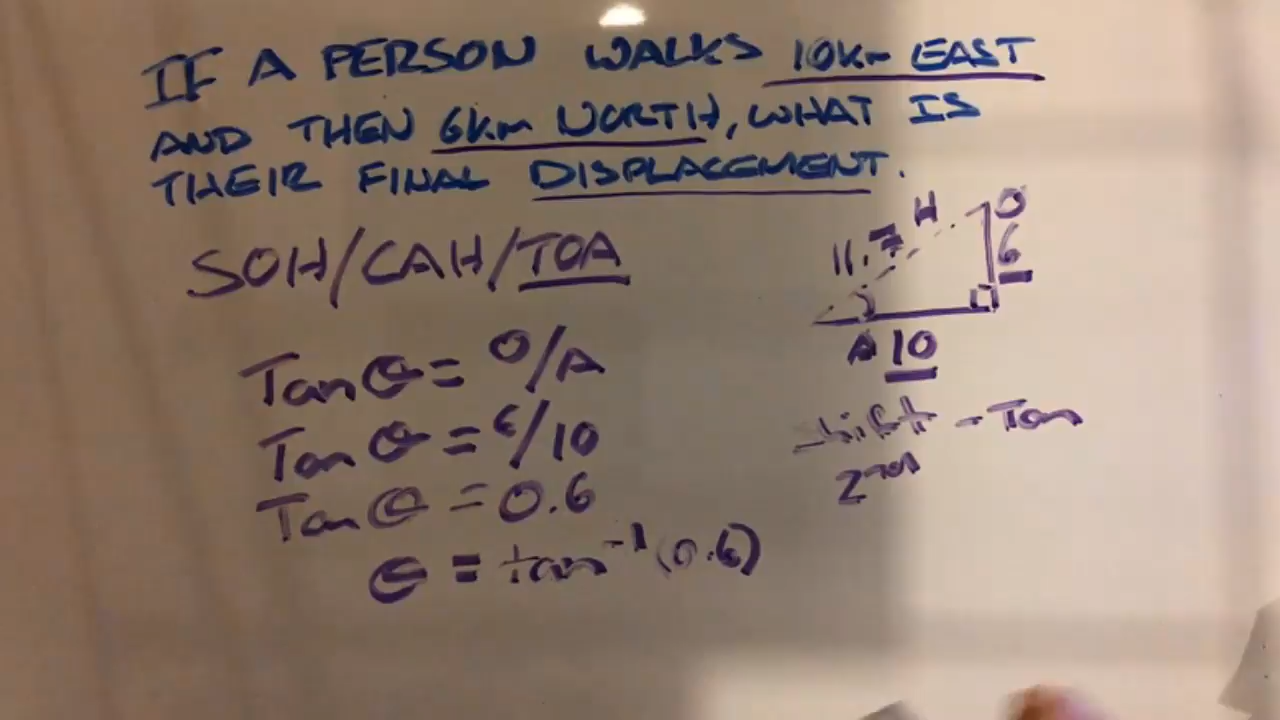 IF A PERSON WALKS 10Km EAST
AND THEN 6Km NORTH, WHAT IS
THEIR FINAL DISPLACEMENT.
SOH/CAH/TOA
Tan Θ = O/A
Tan Θ = 6/10
Tan Θ = 0.6
Θ = tan⁻¹ (0.6)
H
O
11.7
6
A 10
shift - Tan
2nd